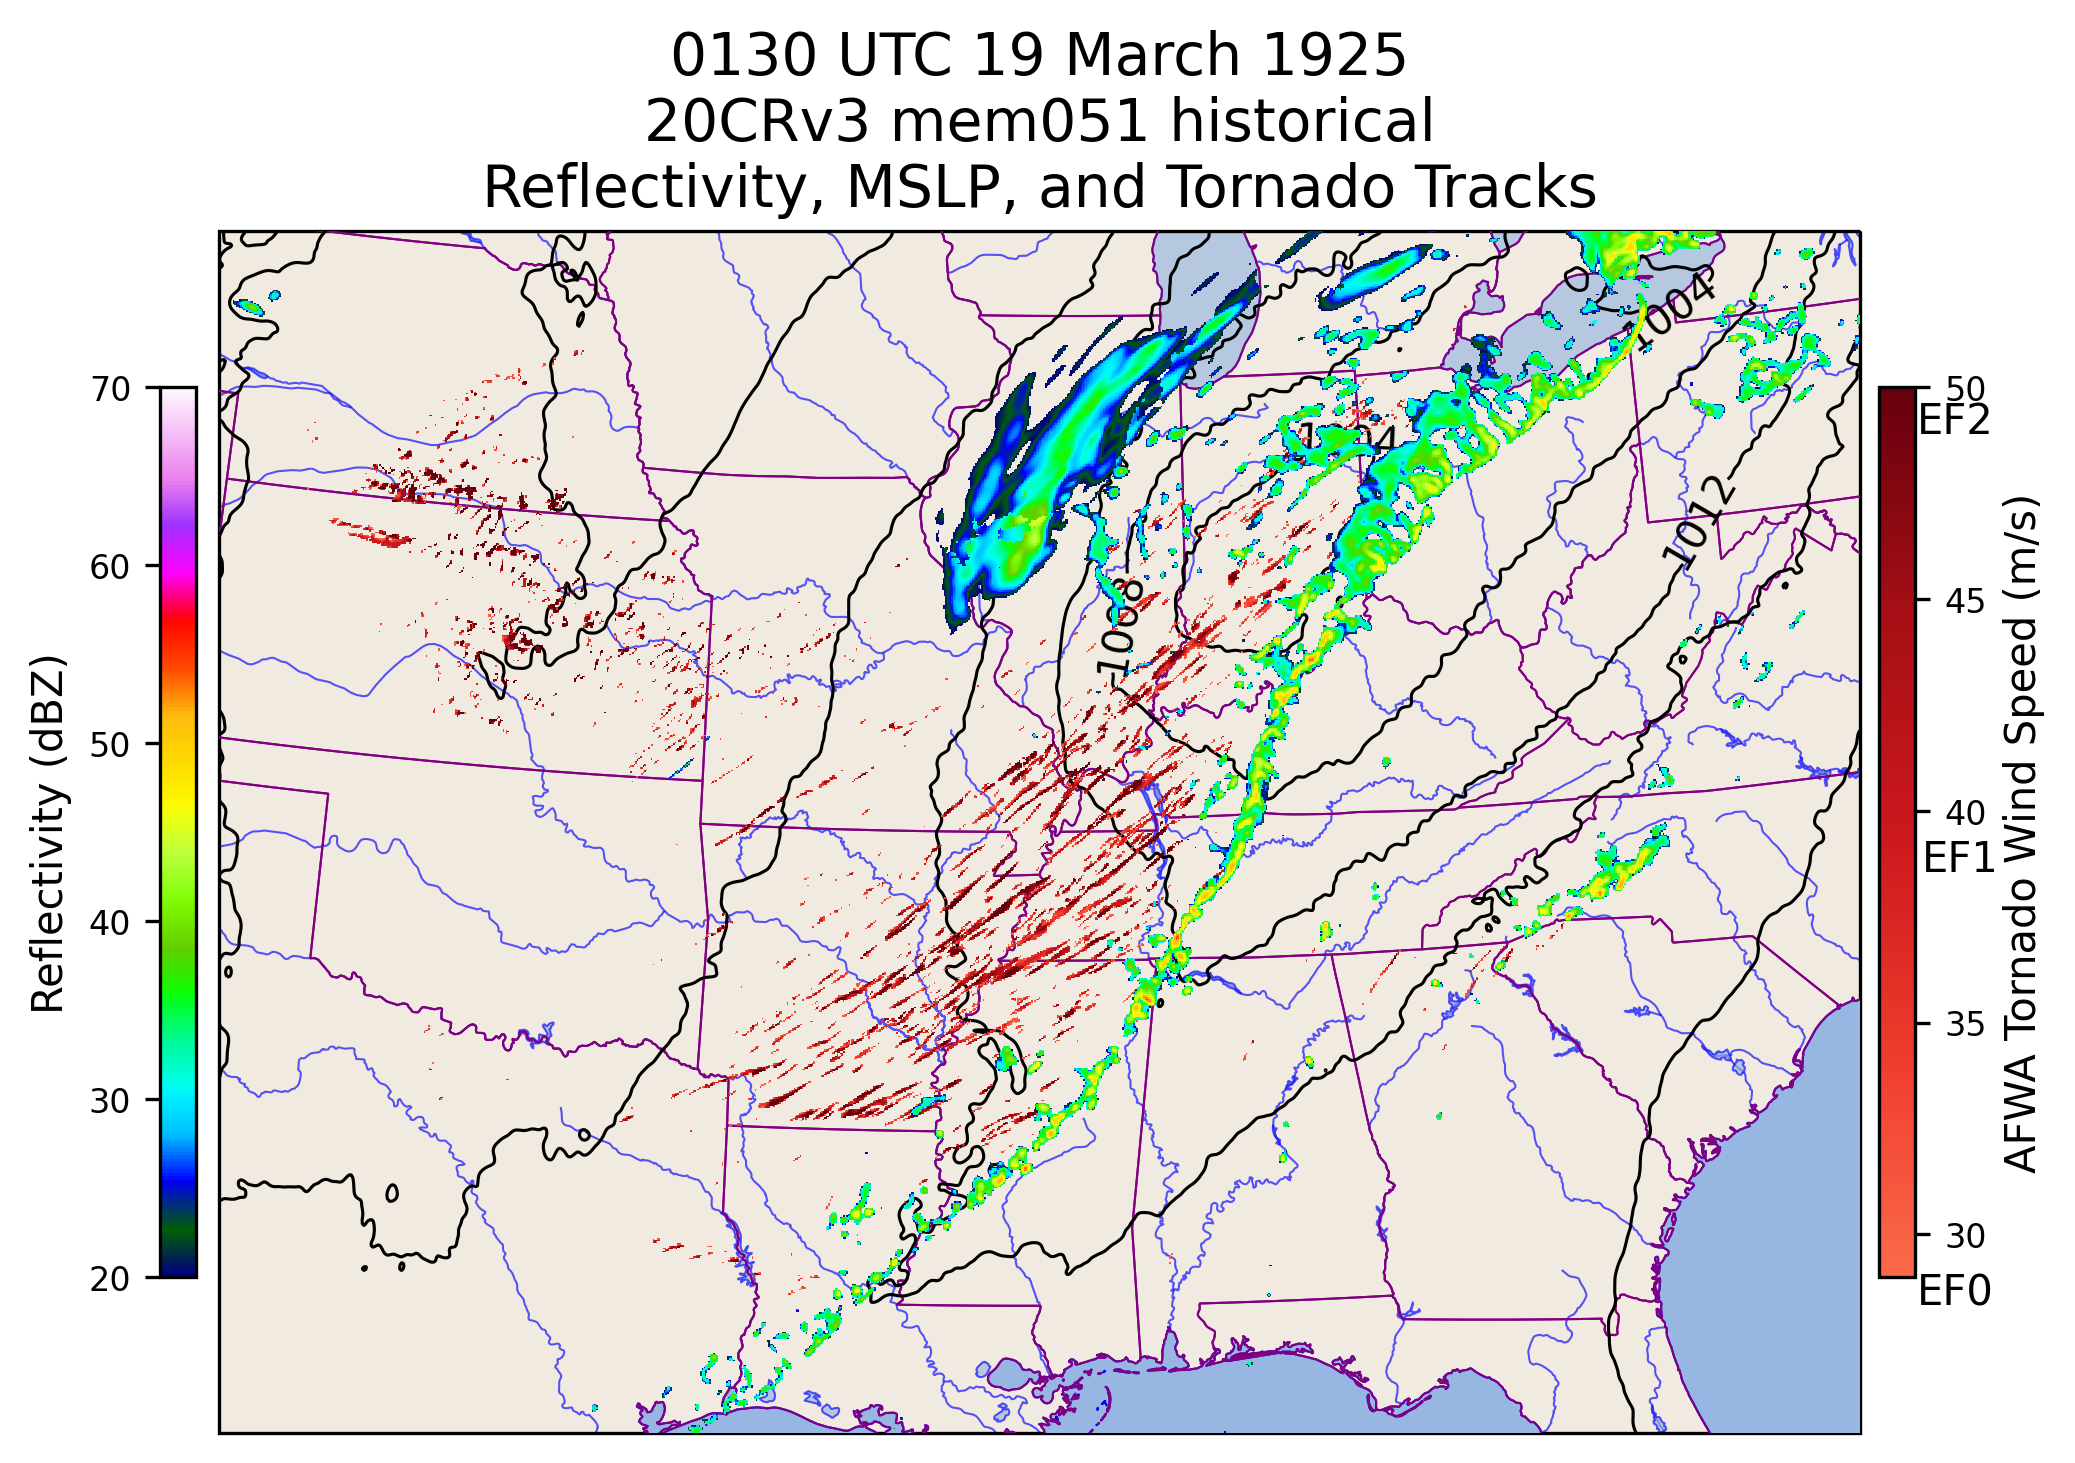 0130 UTC 19 March 1925
20CRv3 mem051 historical
Reflectivity, MSLP, and Tornado Tracks
Reflectivity (dBZ)
70
60
50
40
30
20
1004
1004
1012
1008
50
EF2
45
40
EF1
35
30
EF0
AFWA Tornado Wind Speed (m/s)